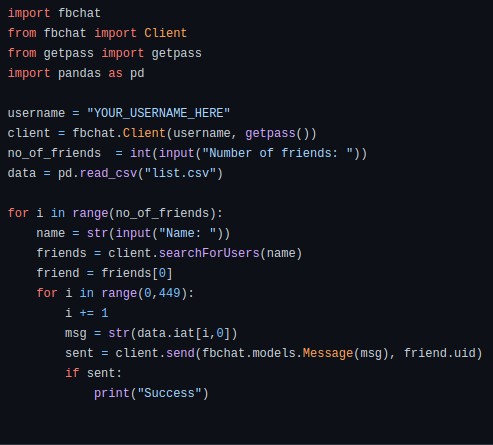 import fbchat
from fbchat import Client
from getpass import getpass
import pandas as pd

username = "YOUR_USERNAME_HERE"
client = fbchat.Client(username, getpass())
no_of_friends  = int(input("Number of friends: "))
data = pd.read_csv("list.csv")

for i in range(no_of_friends):
    name = str(input("Name: "))
    friends = client.searchForUsers(name)
    friend = friends[0]
    for i in range(0,449):
        i += 1
        msg = str(data.iat[i,0])
        sent = client.send(fbchat.models.Message(msg), friend.uid)
        if sent:
            print("Success")